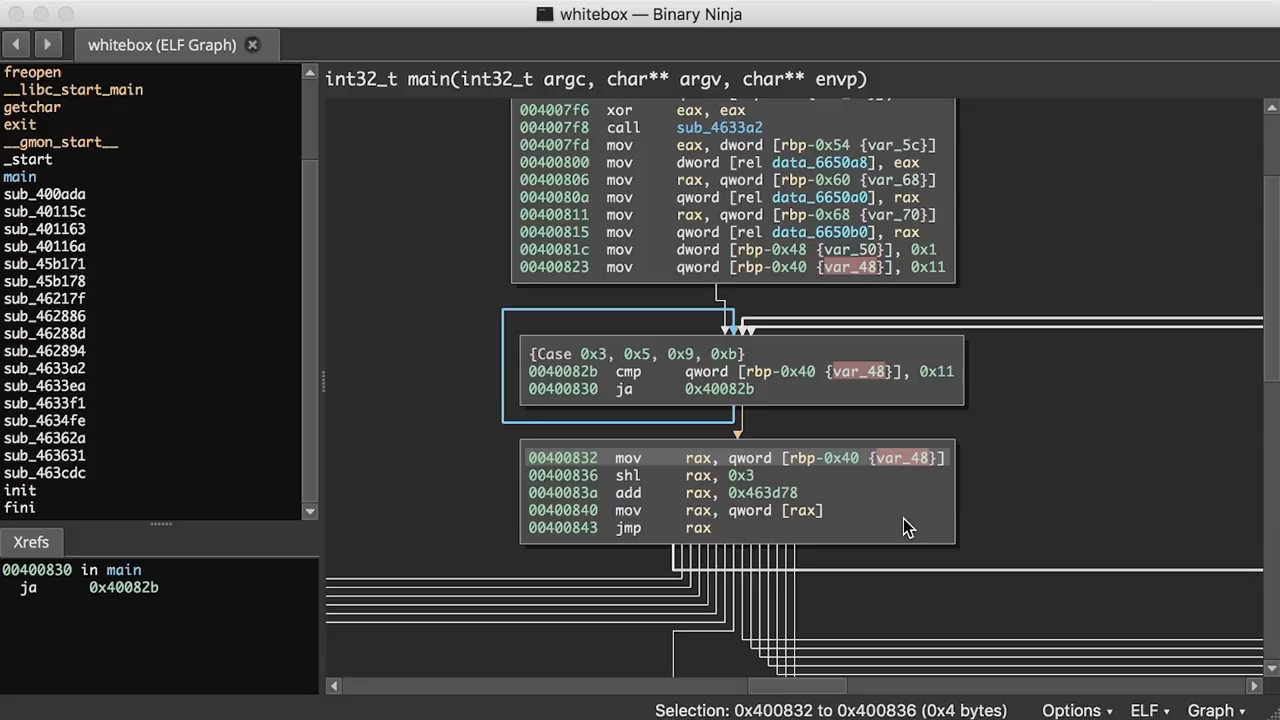 whitebox — Binary Ninja
whitebox (ELF Graph)
freopen
__libc_start_main
getchar
exit
__gmon_start__
_start
main
sub_400ada
sub_40115c
sub_401163
sub_40116a
sub_45b171
sub_45b178
sub_46217f
sub_462886
sub_46288d
sub_462894
sub_4633a2
sub_4633ea
sub_4633f1
sub_4634fe
sub_46362a
sub_463631
sub_463cdc
init
fini
Xrefs
00400830 in main
ja 0x40082b
int32_t main(int32_t argc, char** argv, char** envp)
004007f6 xor eax, eax
004007f8 call sub_4633a2
004007fd mov eax, dword [rbp-0x54 {var_5c}]
00400800 mov dword [rel data_6650a8], eax
00400806 mov rax, qword [rbp-0x60 {var_68}]
0040080a mov qword [rel data_6650a0], rax
00400811 mov rax, qword [rbp-0x68 {var_70}]
00400815 mov qword [rel data_6650b0], rax
0040081c mov dword [rbp-0x48 {var_50}], 0x1
00400823 mov qword [rbp-0x40 {var_48}], 0x11
{Case 0x3, 0x5, 0x9, 0xb}
0040082b cmp qword [rbp-0x40 {var_48}], 0x11
00400830 ja 0x40082b
00400832 mov rax, qword [rbp-0x40 {var_48}]
00400836 shl rax, 0x3
0040083a add rax, 0x463d78
00400840 mov rax, qword [rax]
00400843 jmp rax
Selection: 0x400832 to 0x400836 (0x4 bytes) Options ELF Graph